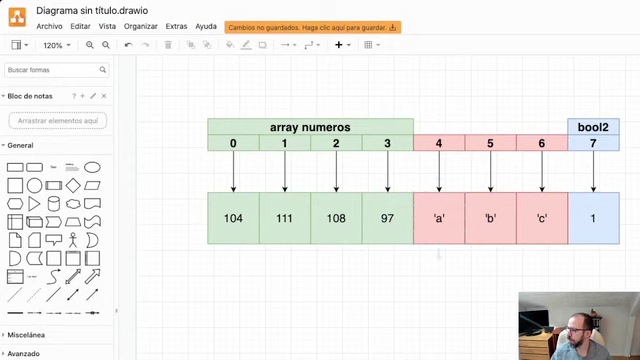 Diagrama sin título.drawio
Archivo Editar Vista Organizar Extras Ayuda
Cambios no guardados. Haga clic aquí para guardar.
120%
Buscar formas
Bloc de notas
Arrastrar elementos aquí
General
Text
Heading
Miscelánea
Avanzado
array numeros bool2
0 1 2 3 4 5 6 7
104 111 108 97 'a' 'b' 'c' 1